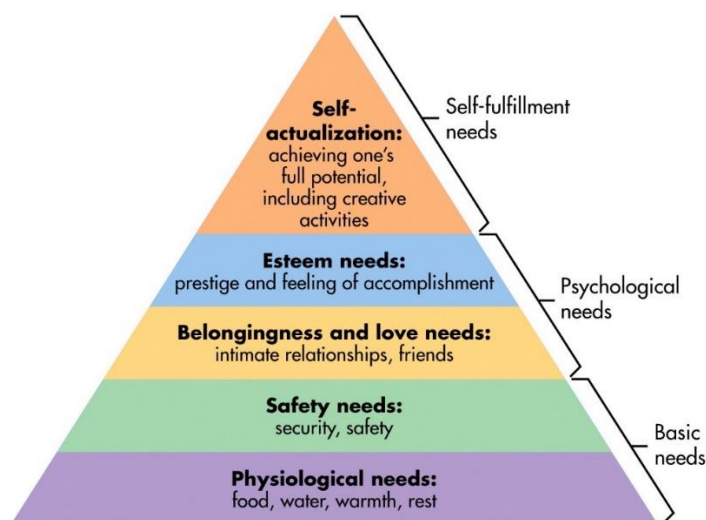 Self-
actualization:
achieving one's
full potential,
including creative
activities
Self-fulfillment
needs
Esteem needs:
prestige and feeling of accomplishment
Psychological
needs
Belongingness and love needs:
intimate relationships, friends
Safety needs:
security, safety
Basic
needs
Physiological needs:
food, water, warmth, rest